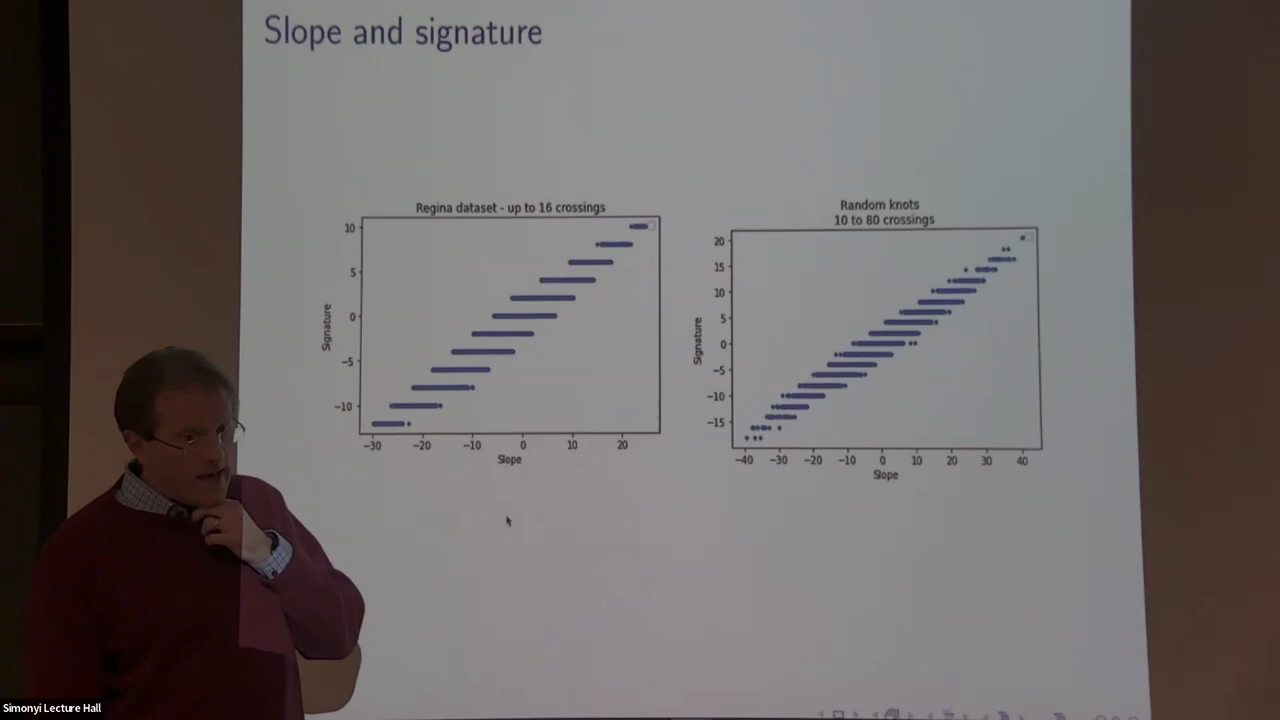 Slope and signature
Regina dataset - up to 16 crossings
10
5
0
−5
−10
Signature
−30 −20 −10 0 10 20
Slope
Random knots
10 to 80 crossings
20
15
10
5
0
−5
−10
−15
Signature
−40 −30 −20 −10 0 10 20 30 40
Slope
Simonyi Lecture Hall